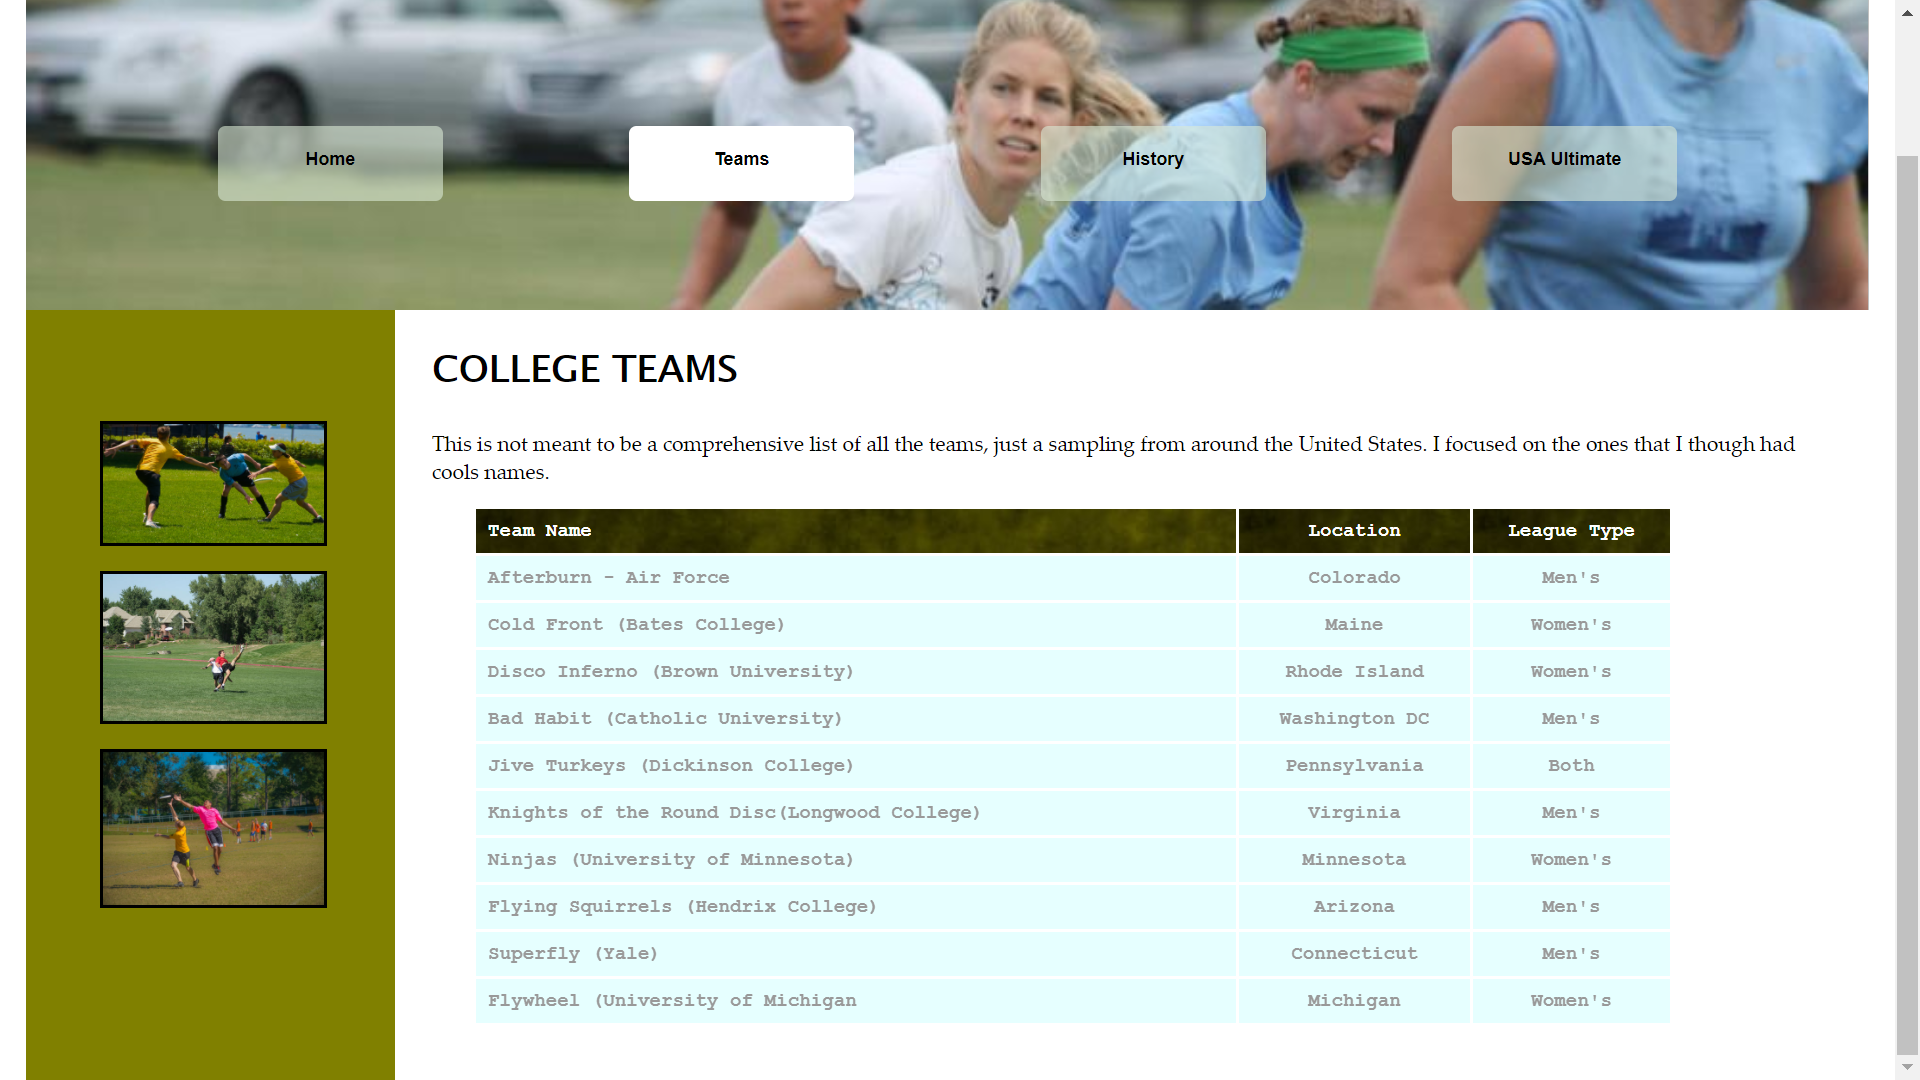 Home
Teams
History
USA Ultimate
COLLEGE TEAMS
This is not meant to be a comprehensive list of all the teams, just a sampling from around the United States. I focused on the ones that I though had
cools names.
Team Name Location League Type
Afterburn - Air Force Colorado Men's
Cold Front (Bates College) Maine Women's
Disco Inferno (Brown University) Rhode Island Women's
Bad Habit (Catholic University) Washington DC Men's
Jive Turkeys (Dickinson College) Pennsylvania Both
Knights of the Round Disc(Longwood College) Virginia Men's
Ninjas (University of Minnesota) Minnesota Women's
Flying Squirrels (Hendrix College) Arizona Men's
Superfly (Yale) Connecticut Men's
Flywheel (University of Michigan Michigan Women's